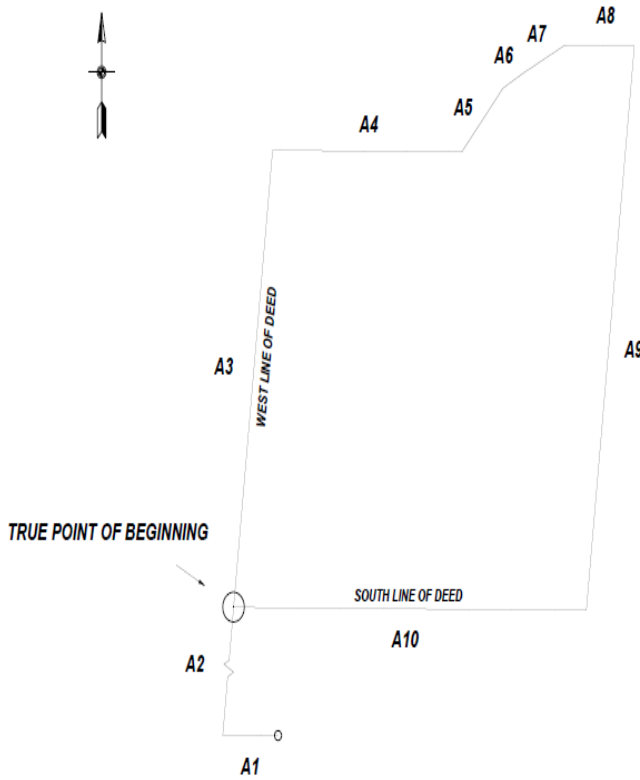 A8
A7
A6
A5
A4
WEST LINE OF DEED
A3
A9
TRUE POINT OF BEGINNING
SOUTH LINE OF DEED
A10
A2
A1